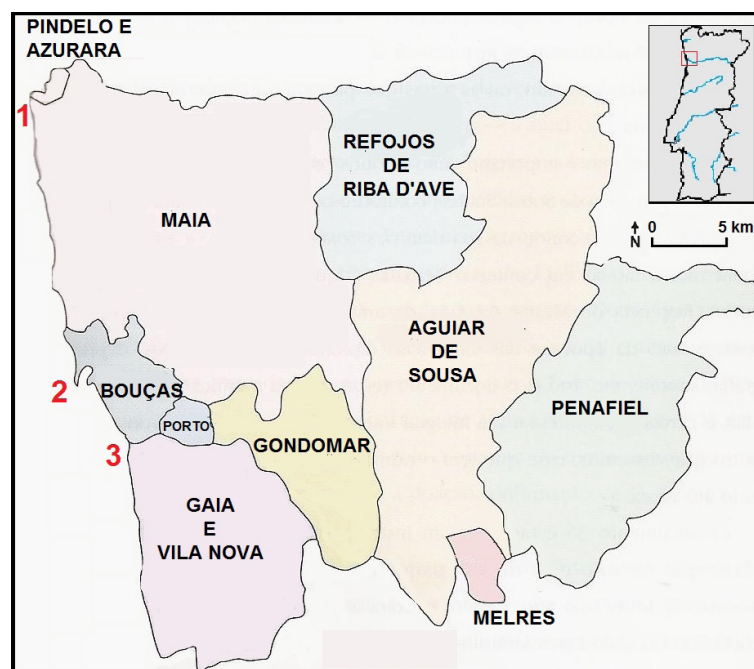 PINDELO E
AZURARA
1
REFOJOS
DE
RIBA D'AVE
MAIA
N
0 5 km
AGUIAR
DE
SOUSA
2
BOUÇAS
PORTO
PENAFIEL
3
GONDOMAR
GAIA
E
VILA NOVA
MELRES